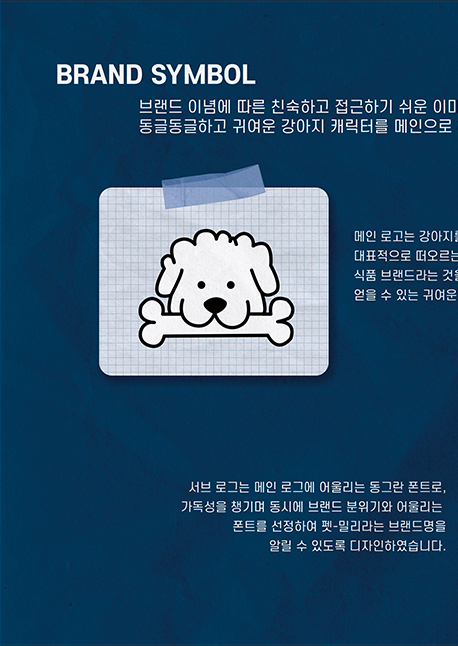 BRAND SYMBOL
브랜드 이념에 따른 친숙하고 접근하기 쉬운
동글동글하고 귀여운 강아지 캐릭터를 메인으로
메인 로고는 강아지를
대표적으로 떠오르는
식품 브랜드라는 것을
얻을 수 있는 귀여운
서브 로그는 메인 로그에 어울리는 동그란 폰트로,
가독성을 챙기며 동시에 브랜드 분위기와 어울리는
폰트를 선정하여 펫-밀리라는 브랜드명을
알릴 수 있도록 디자인하였습니다.